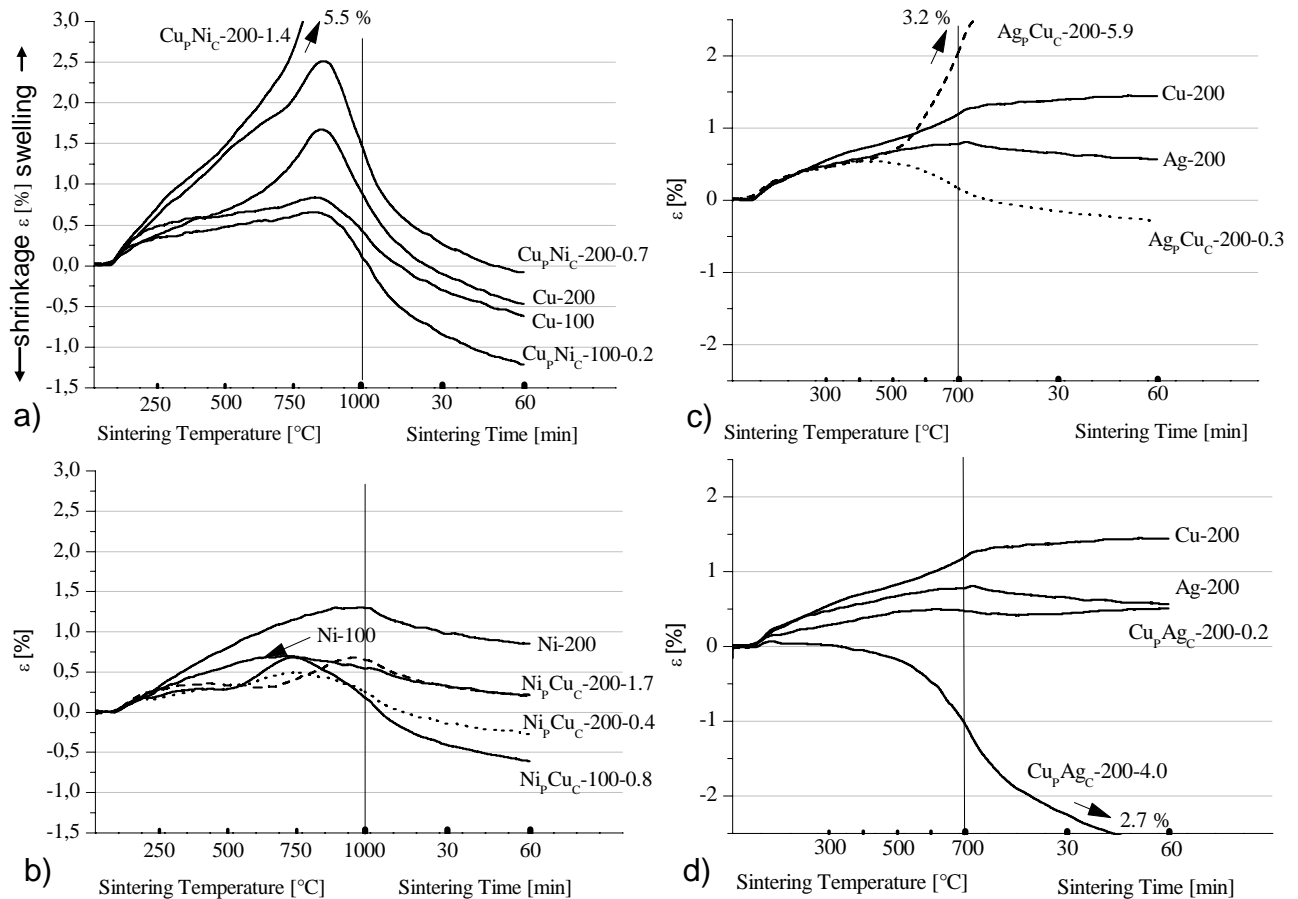 ←shrinkage ε [%] swelling →
3,0
2,5
2,0
1,5
1,0
0,5
0,0
-0,5
-1,0
-1,5
Cu_PNi_C-200-1.4
5.5 %
Cu_PNi_C-200-0.7
Cu-200
Cu-100
Cu_PNi_C-100-0.2
250 500 750 1000 30 60
a)
Sintering Temperature [°C] Sintering Time [min]
ε [%]
2
1
0
-1
-2
3.2 %
Ag_PCu_C-200-5.9
Cu-200
Ag-200
Ag_PCu_C-200-0.3
300 500 700 30 60
c)
Sintering Temperature [°C] Sintering Time [min]
ε [%]
3,0
2,5
2,0
1,5
1,0
0,5
0,0
-0,5
-1,0
-1,5
Ni-100
Ni-200
Ni_PCu_C-200-1.7
Ni_PCu_C-200-0.4
Ni_PCu_C-100-0.8
250 500 750 1000 30 60
b)
Sintering Temperature [°C] Sintering Time [min]
ε [%]
2
1
0
-1
-2
Cu-200
Ag-200
Cu_PAg_C-200-0.2
Cu_PAg_C-200-4.0
2.7 %
300 500 700 30 60
d)
Sintering Temperature [°C] Sintering Time [min]